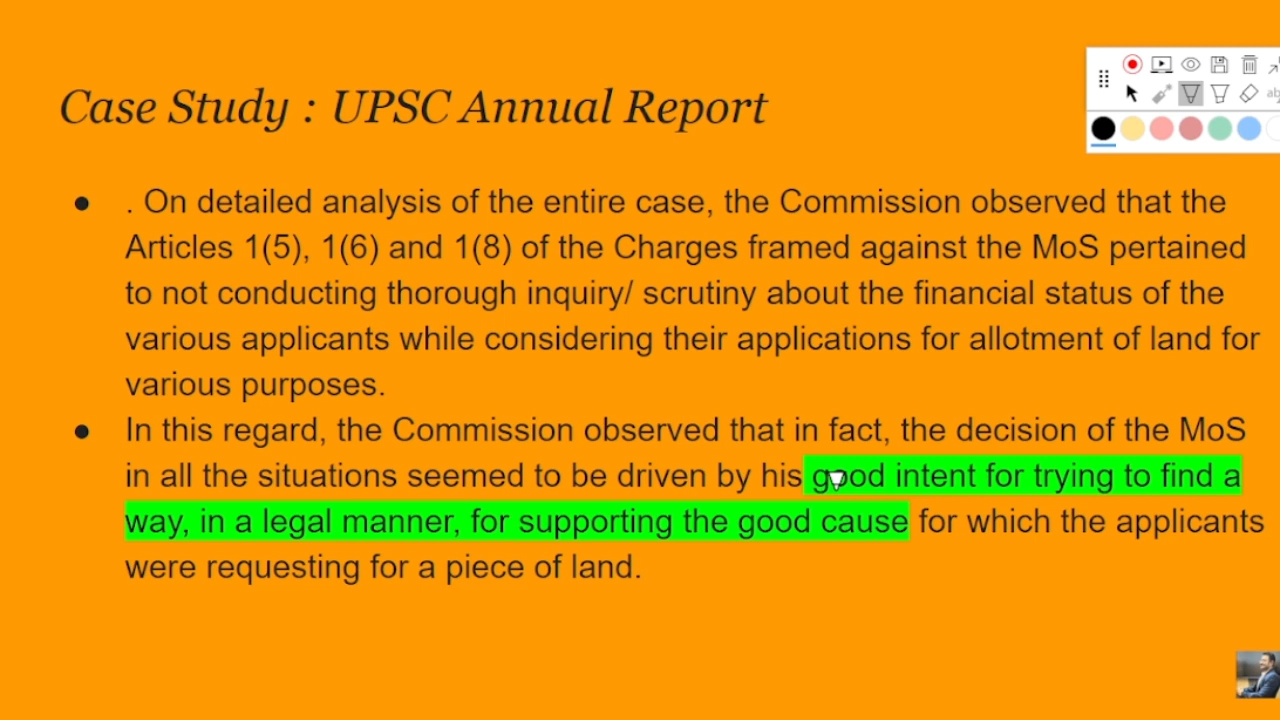 Case Study : UPSC Annual Report
● . On detailed analysis of the entire case, the Commission observed that the
Articles 1(5), 1(6) and 1(8) of the Charges framed against the MoS pertained
to not conducting thorough inquiry/ scrutiny about the financial status of the
various applicants while considering their applications for allotment of land for
various purposes.
● In this regard, the Commission observed that in fact, the decision of the MoS
in all the situations seemed to be driven by his good intent for trying to find a
way, in a legal manner, for supporting the good cause for which the applicants
were requesting for a piece of land.